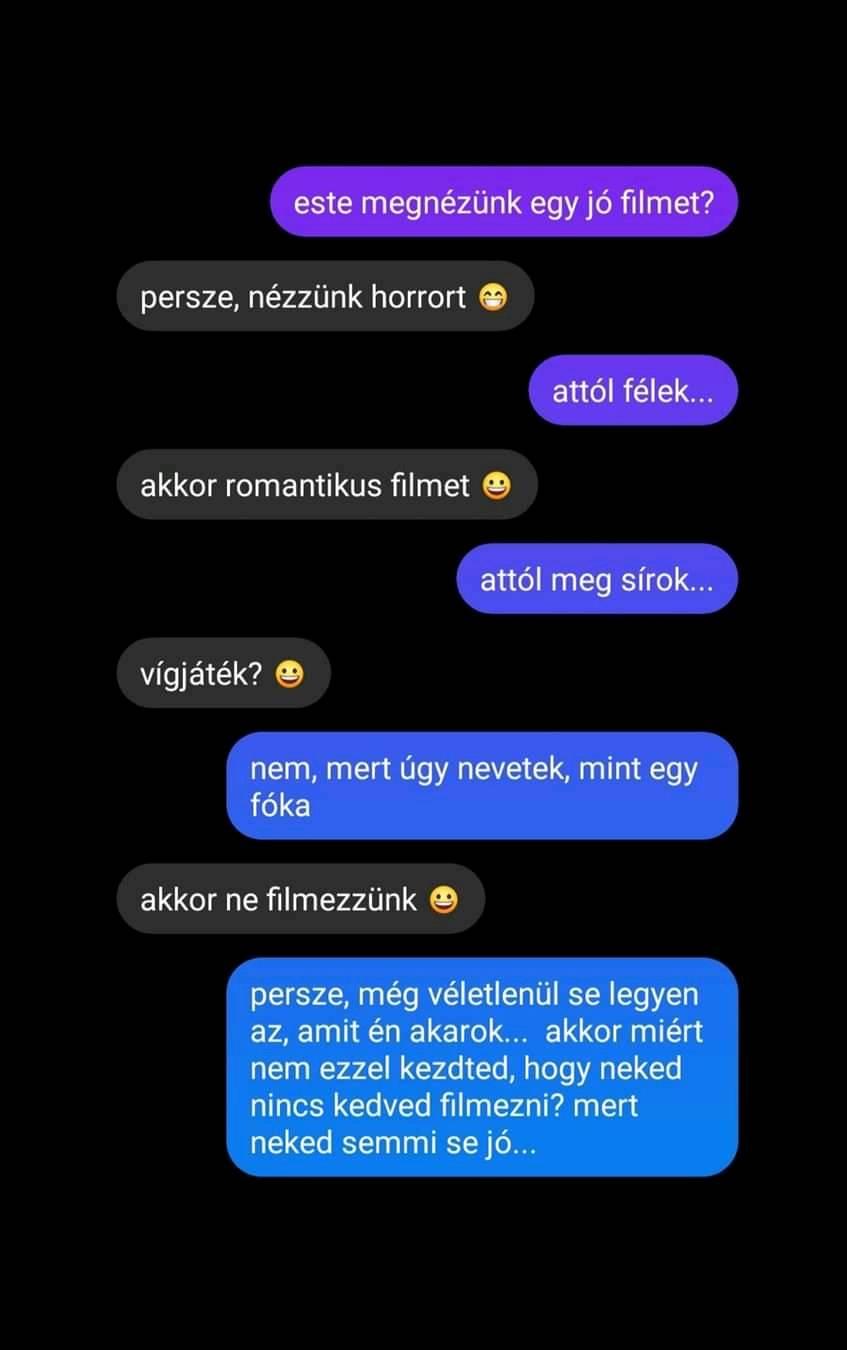 este megnézünk egy jó filmet?
persze, nézzünk horrort 😁
attól félek...
akkor romantikus filmet 😀
attól meg sírok...
vígjáték? 😀
nem, mert úgy nevetek, mint egy
fóka
akkor ne filmezzünk 😀
persze, még véletlenül se legyen
az, amit én akarok...  akkor miért
nem ezzel kezdted, hogy neked
nincs kedved filmezni? mert
neked semmi se jó...